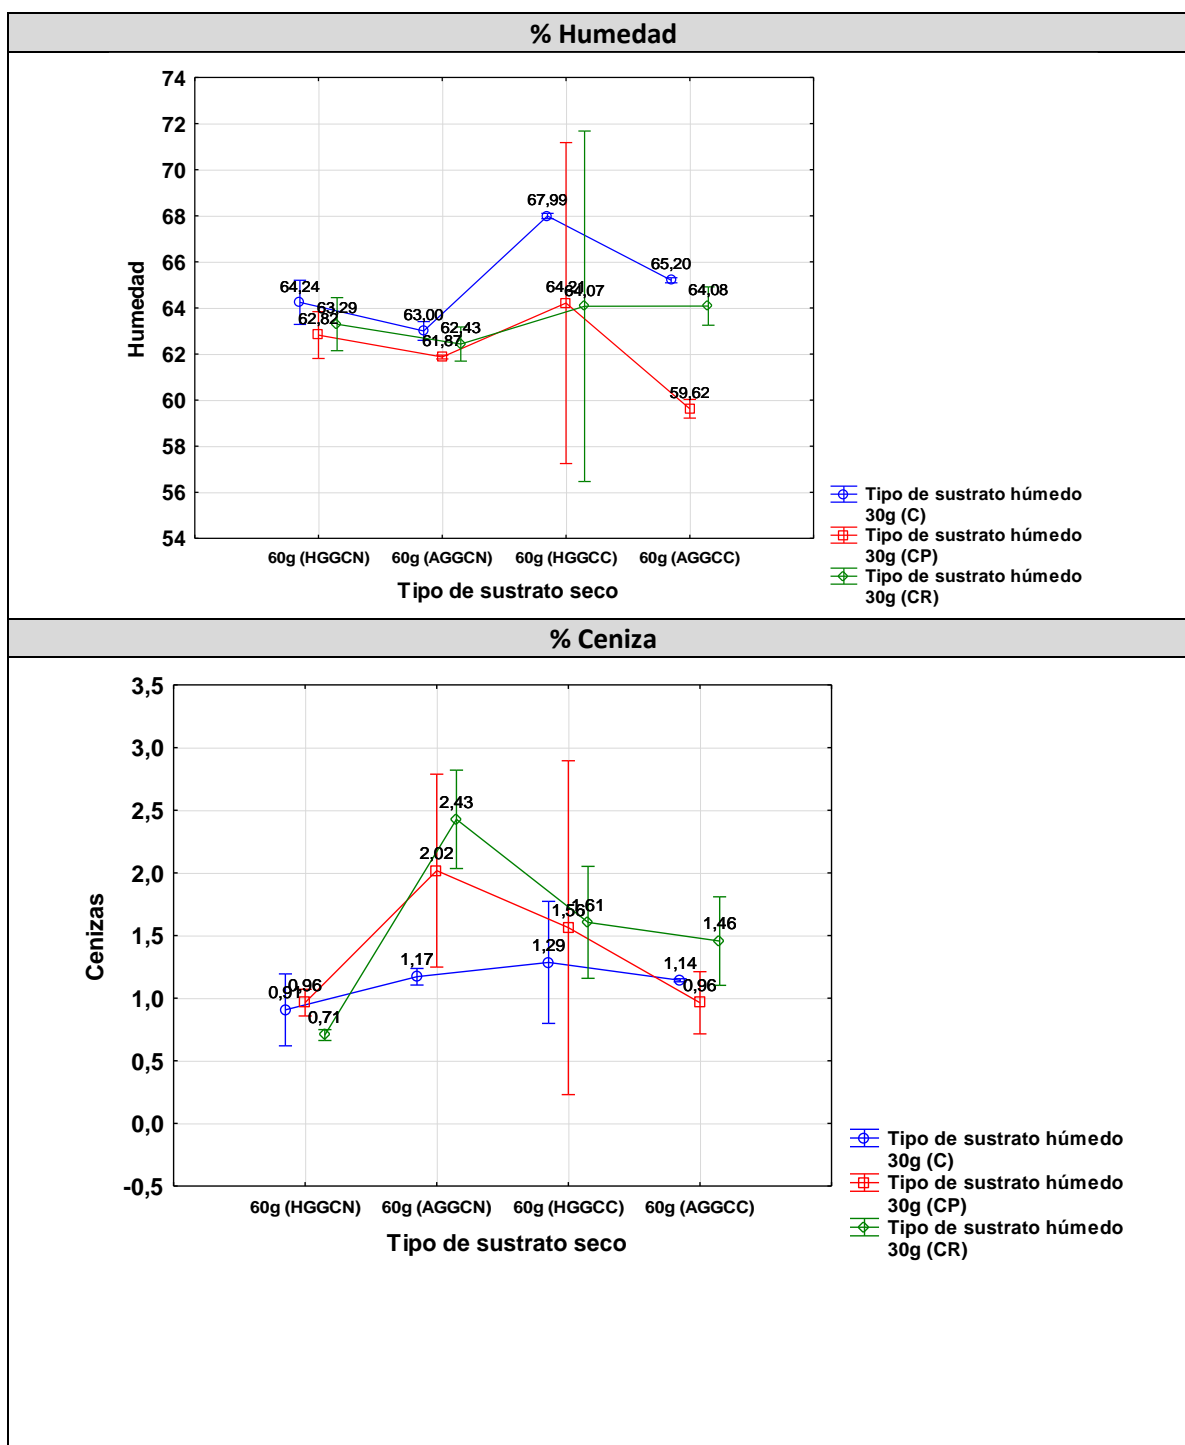 % Humedad
74
72
70
68
66
64
62
60
58
56
54
Humedad
67,99
65,20
64,24
64,21
64,07
64,08
63,29
63,00
62,82
62,43
61,87
59,62
60g (HGGCN)
60g (AGGCN)
60g (HGGCC)
60g (AGGCC)
Tipo de sustrato seco
Tipo de sustrato húmedo
30g (C)
Tipo de sustrato húmedo
30g (CP)
Tipo de sustrato húmedo
30g (CR)
% Ceniza
3,5
3,0
2,5
2,0
1,5
1,0
0,5
0,0
-0,5
Cenizas
2,43
2,02
1,56
1,61
1,46
1,29
1,17
1,14
0,91
0,96
0,96
0,71
60g (HGGCN)
60g (AGGCN)
60g (HGGCC)
60g (AGGCC)
Tipo de sustrato seco
Tipo de sustrato húmedo
30g (C)
Tipo de sustrato húmedo
30g (CP)
Tipo de sustrato húmedo
30g (CR)